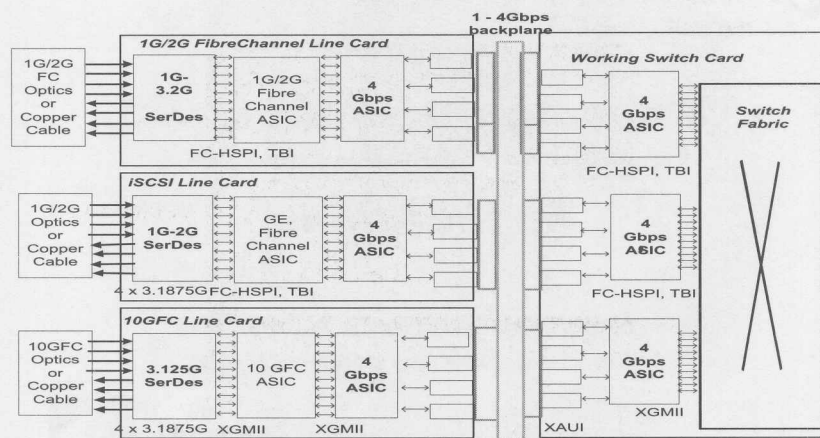 1 - 4Gbps
backplane
1G/2G FibreChannel Line Card
Working Switch Card
1G/2G
FC
Optics
or
Copper
Cable
1G-
3.2G
SerDes
1G/2G
Fibre
Channel
ASIC
4
Gbps
ASIC
FC-HSPI, TBI
4
Gbps
ASIC
FC-HSPI, TBI
Switch
Fabric
iSCSI Line Card
1G/2G
Optics
or
Copper
Cable
1G-2G
SerDes
GE,
Fibre
Channel
ASIC
4
Gbps
ASIC
4 x 3.1875G
FC-HSPI, TBI
4
Gbps
ASIC
FC-HSPI, TBI
10GFC Line Card
10GFC
Optics
or
Copper
Cable
3.125G
SerDes
10 GFC
ASIC
4
Gbps
ASIC
4 x 3.1875G
XGMII
XGMII
4
Gbps
ASIC
XGMII
XAUI